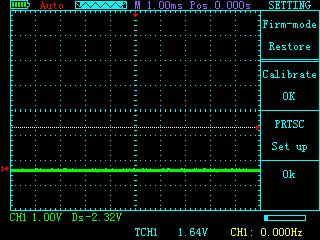 Auto M 1.00ms Pos 0.000s SETTING
Firm-mode
Restore
Calibrate
OK
PRTSC
Set up
Ok
CH1 1.00V Ds-2.32V
TCH1 1.64V CH1: 0.000Hz